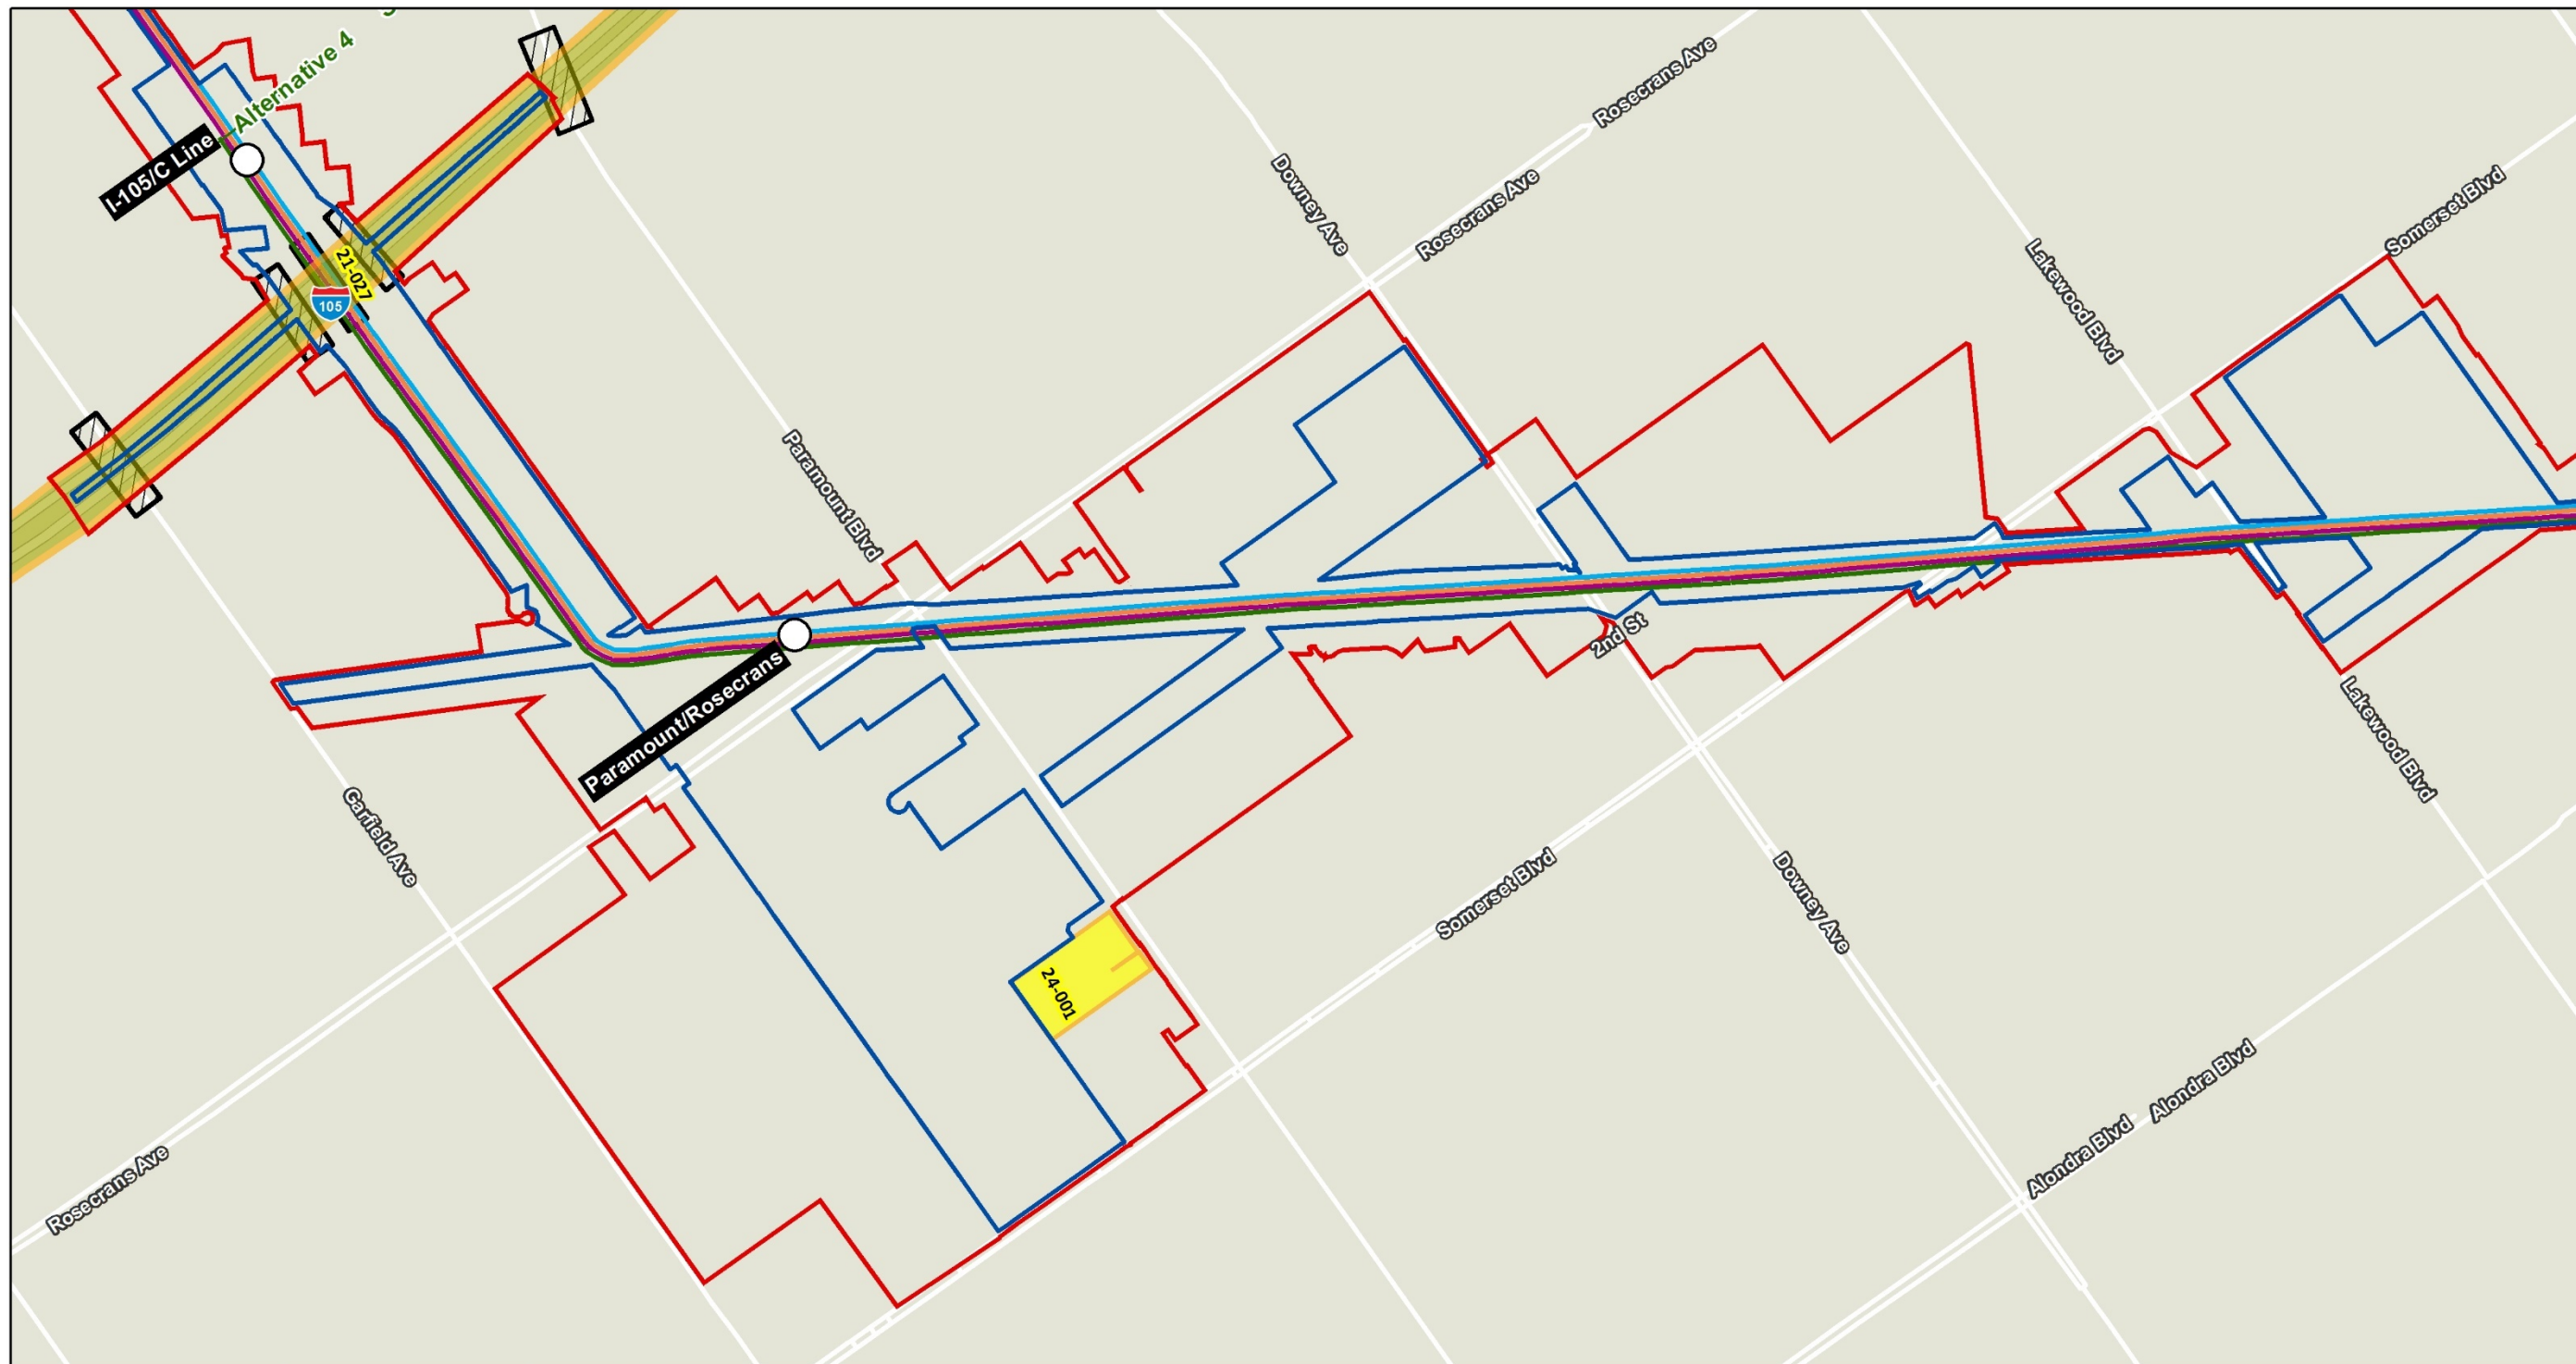 Alternative 4
I-105/C Line
21-027
105
Rosecrans Ave
Rosecrans Ave
Downey Ave
Somerset Blvd
Lakewood Blvd
Paramount Blvd
2nd St
Paramount/Rosecrans
Lakewood Blvd
Garfield Ave
Somerset Blvd
Downey Ave
24-001
Alondra Blvd
Alondra Blvd
Rosecrans Ave